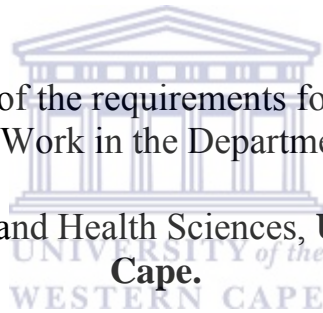 of the requirements fo
Work in the Departme
and Health Sciences, U
UNIVERSITY of the
Cape.
WESTERN CAPE